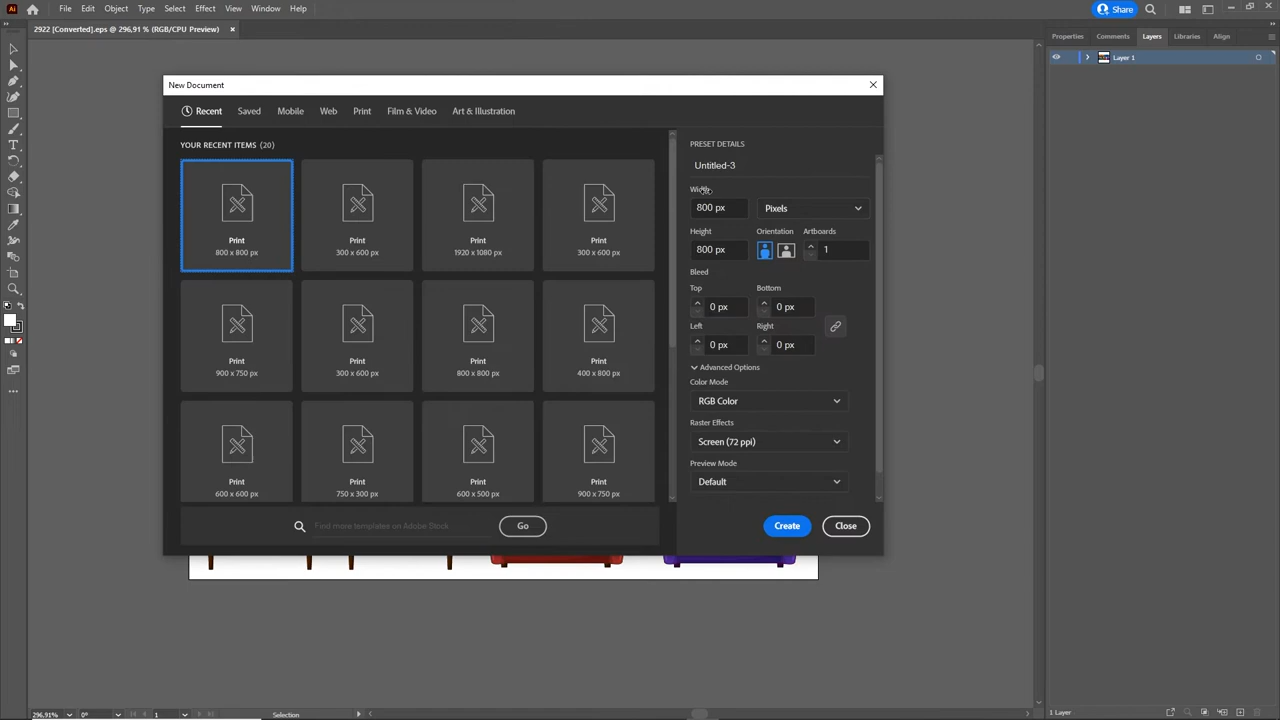 Ai
File Edit Object Type Select Effect View Window Help
Share
2922 [Converted].eps @ 296,91 % (RGB/CPU Preview) ×
Properties Comments Layers Libraries Align
Layer 1
New Document
Recent Saved Mobile Web Print Film & Video Art & Illustration
YOUR RECENT ITEMS (20)
Print
800 x 800 px
Print
300 x 600 px
Print
1920 x 1080 px
Print
300 x 600 px
Print
900 x 750 px
Print
300 x 600 px
Print
800 x 800 px
Print
400 x 800 px
Print
600 x 600 px
Print
750 x 300 px
Print
600 x 500 px
Print
900 x 750 px
Find more templates on Adobe Stock
Go
PRESET DETAILS
Untitled-3
Width
800 px Pixels
Height Orientation Artboards
800 px 1
Bleed
Top Bottom
0 px 0 px
Left Right
0 px 0 px
Advanced Options
Color Mode
RGB Color
Raster Effects
Screen (72 ppi)
Preview Mode
Default
Create Close
296,91% 0° 1 Selection
1 Layer